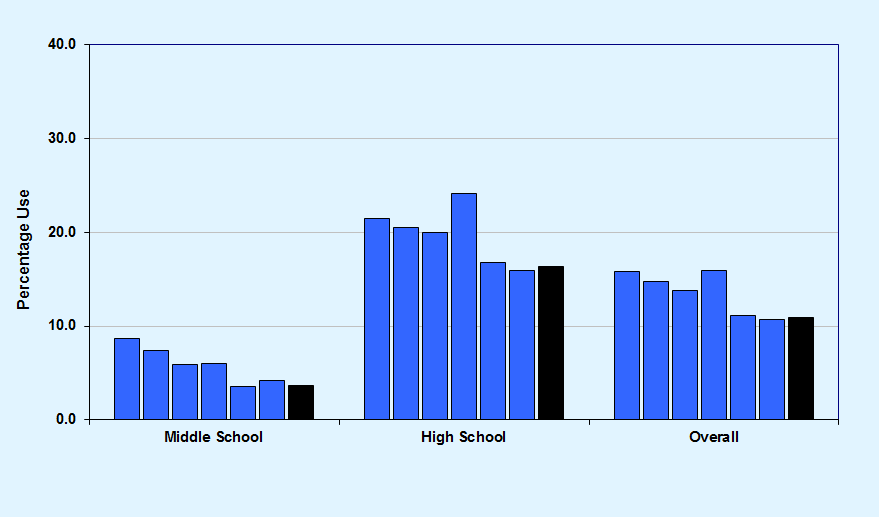 40.0
30.0
20.0
10.0
0.0
Percentage Use
Middle School
High School
Overall